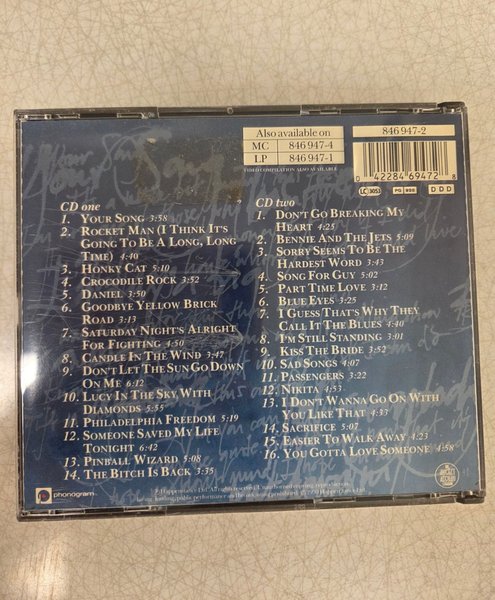 Also available on
MC 846 947-4
LP 846 947-1
VIDEO COMPILATION ALSO AVAILABLE
846 947-2
0 42284 69472 8
LC 3053
PG 998
D D D
CD one
1. YOUR SONG 3:58
2. ROCKET MAN (I THINK IT'S
GOING TO BE A LONG, LONG
TIME) 4:40
3. HONKY CAT 5:10
4. CROCODILE ROCK 3:52
5. DANIEL 3:50
6. GOODBYE YELLOW BRICK
ROAD 3:13
7. SATURDAY NIGHT'S ALRIGHT
FOR FIGHTING 4:50
8. CANDLE IN THE WIND 3:47
9. DON'T LET THE SUN GO DOWN
ON ME 6:12
10. LUCY IN THE SKY WITH
DIAMONDS 5:55
11. PHILADELPHIA FREEDOM 5:19
12. SOMEONE SAVED MY LIFE
TONIGHT 6:42
13. PINBALL WIZARD 5:08
14. THE BITCH IS BACK 3:35
CD two
1. DON'T GO BREAKING MY
HEART 4:25
2. BENNIE AND THE JETS 5:09
3. SORRY SEEMS TO BE THE
HARDEST WORD 3:43
4. SONG FOR GUY 5:02
5. PART TIME LOVE 3:12
6. BLUE EYES 3:25
7. I GUESS THAT'S WHY THEY
CALL IT THE BLUES 4:40
8. I'M STILL STANDING 3:01
9. KISS THE BRIDE 3:52
10. SAD SONGS 4:07
11. PASSENGERS 3:22
12. NIKITA 4:53
13. I DON'T WANNA GO ON WITH
YOU LIKE THAT 4:33
14. SACRIFICE 5:07
15. EASIER TO WALK AWAY 4:23
16. YOU GOTTA LOVE SOMEONE 4:58
phonogram